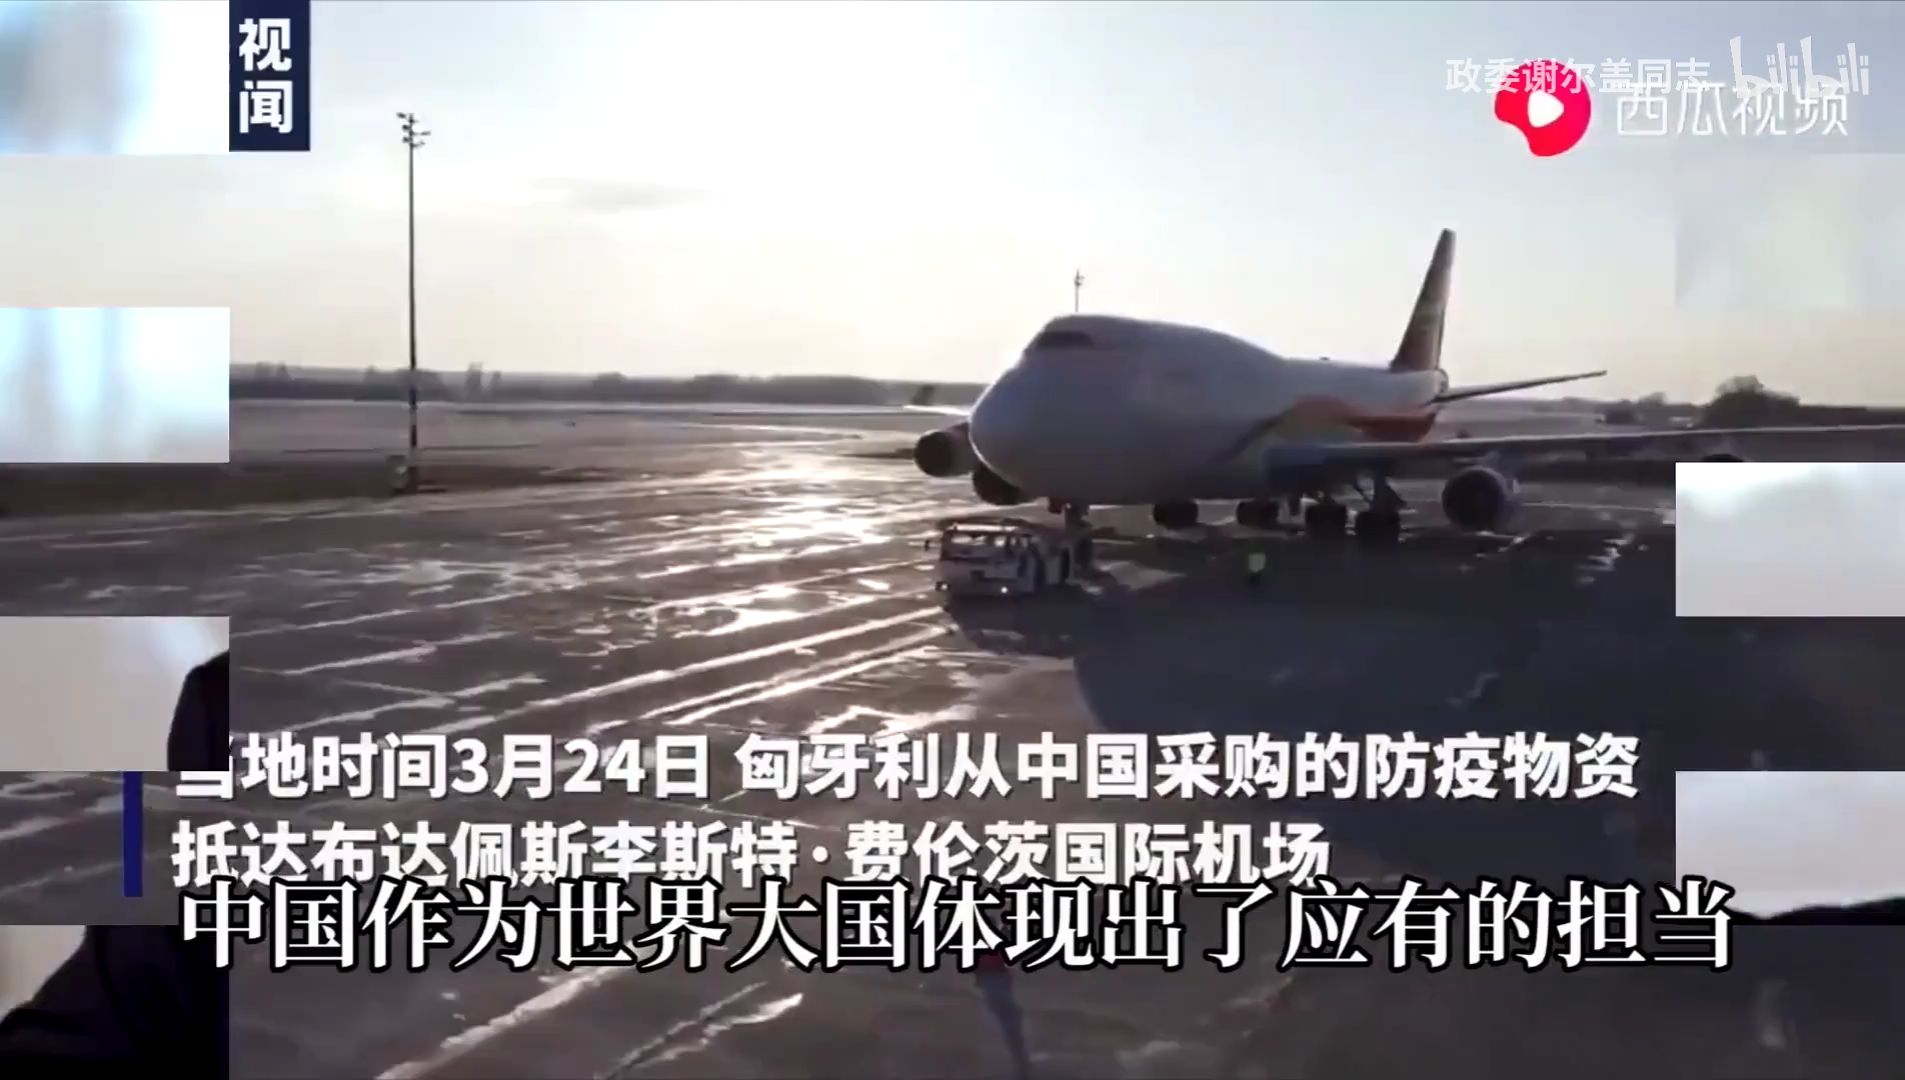 视
闻
政委谢尔盖同志 bilibili
西瓜视频
当地时间3月24日 匈牙利从中国采购的防疫物资
抵达布达佩斯李斯特·费伦茨国际机场
中国作为世界大国体现出了应有的担当